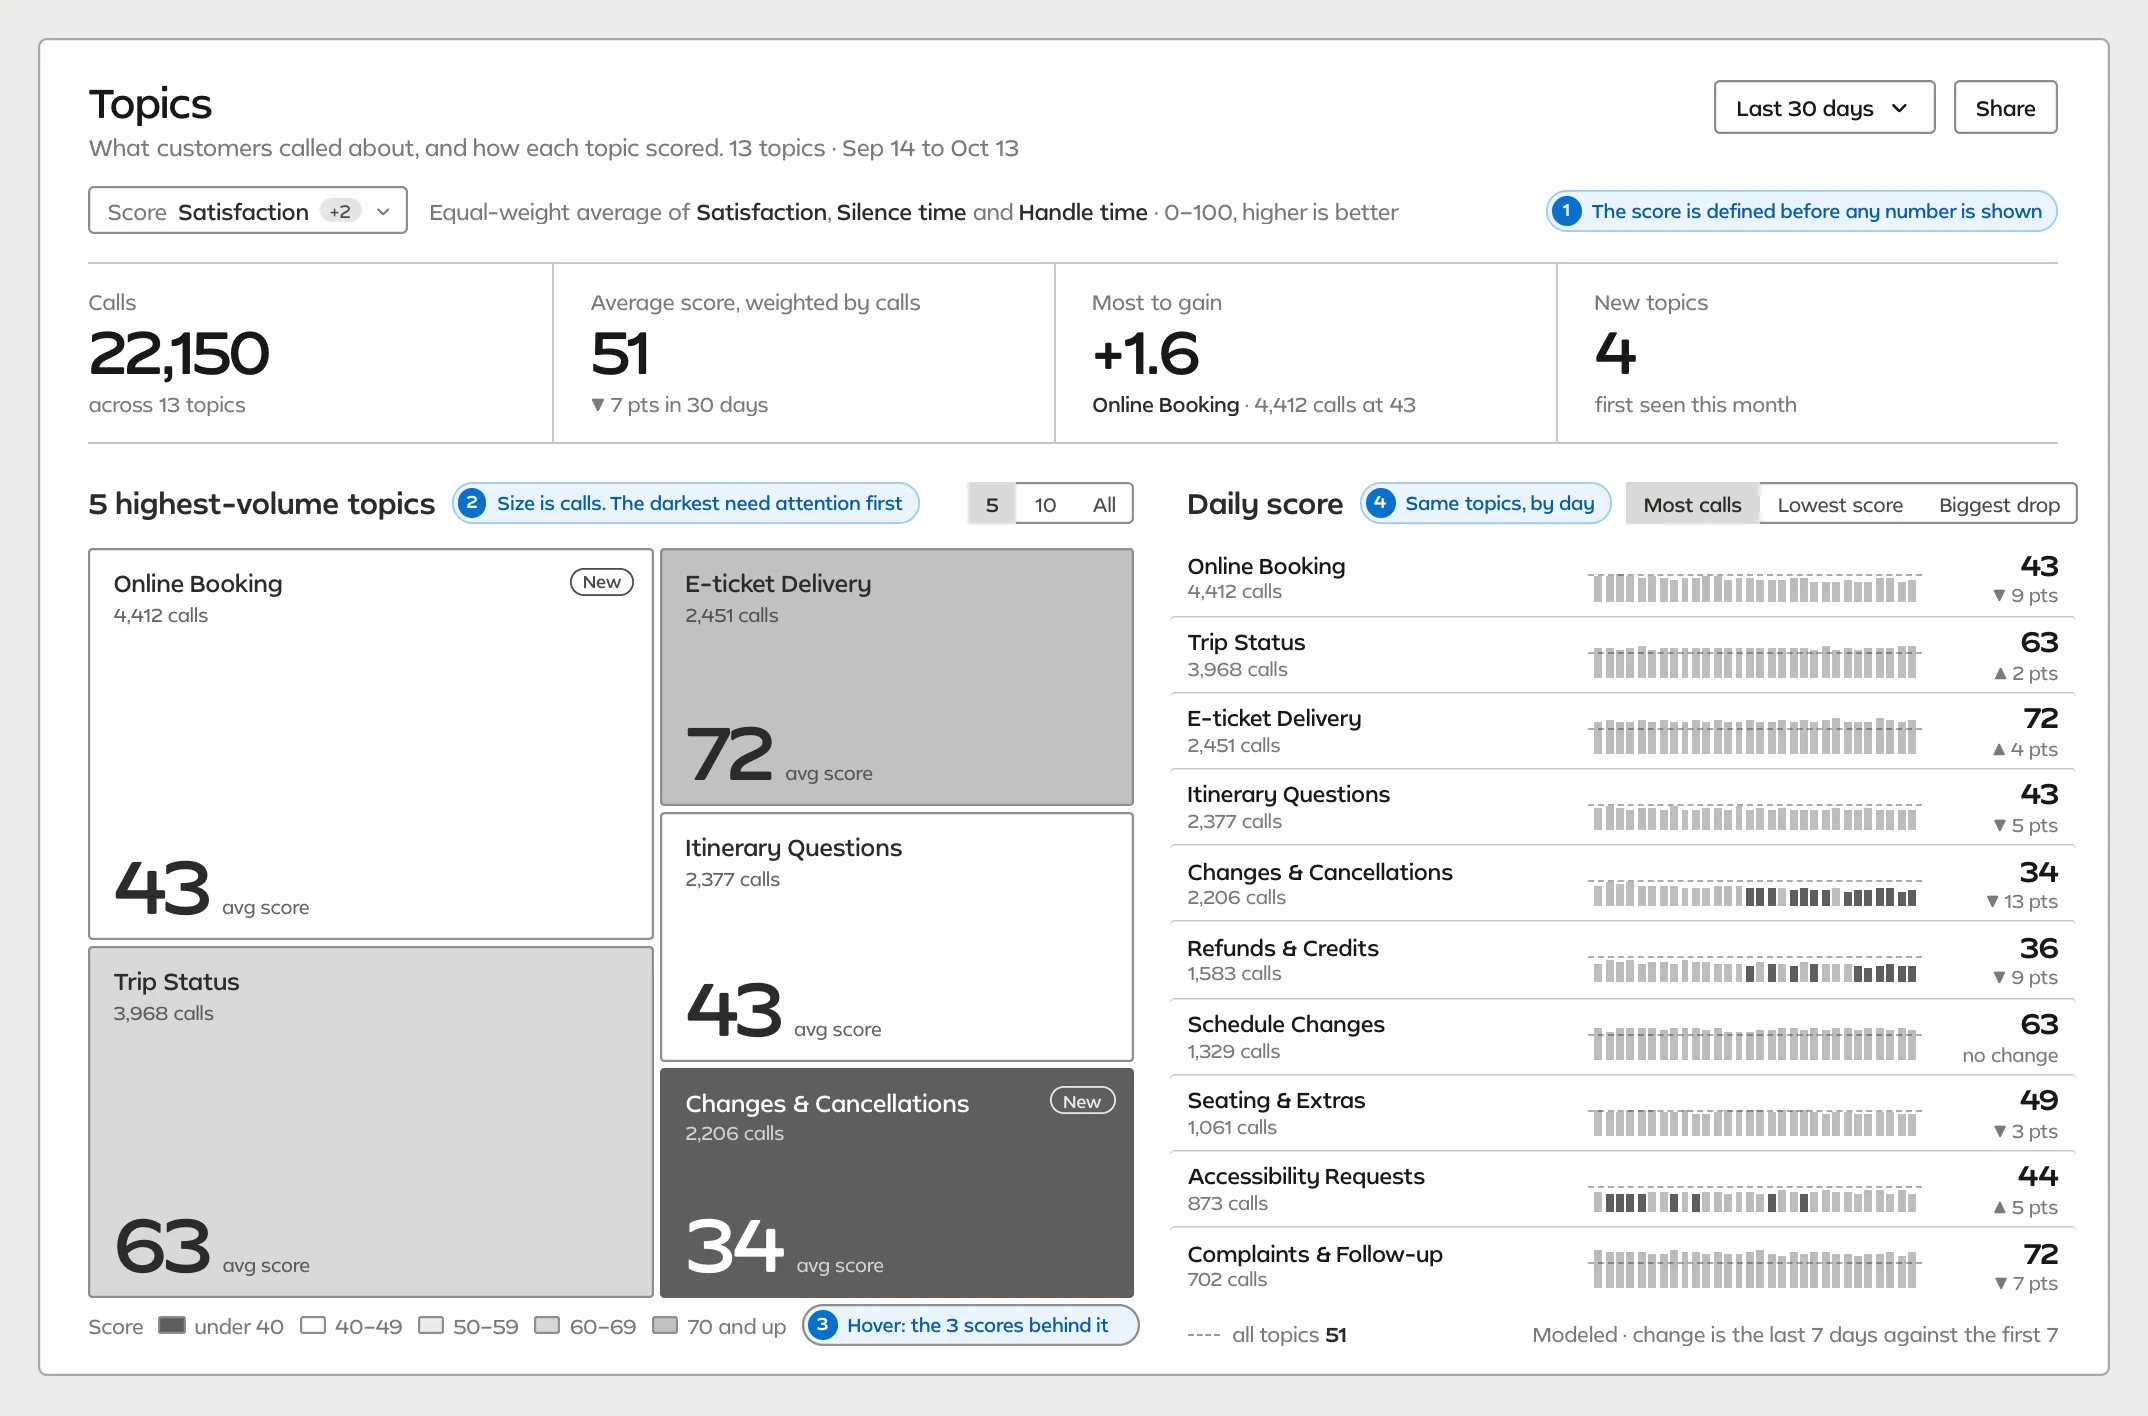 Topics
Last 30 days
Share
What customers called about, and how each topic scored. 13 topics · Sep 14 to Oct 13
Score Satisfaction +2
Equal-weight average of Satisfaction, Silence time and Handle time · 0–100, higher is better
1 The score is defined before any number is shown
Calls
22,150
across 13 topics
Average score, weighted by calls
51
▼ 7 pts in 30 days
Most to gain
+1.6
Online Booking · 4,412 calls at 43
New topics
4
first seen this month
5 highest-volume topics
2 Size is calls. The darkest need attention first
5 10 All
Online Booking
New
4,412 calls
43 avg score
Trip Status
3,968 calls
63 avg score
E-ticket Delivery
2,451 calls
72 avg score
Itinerary Questions
2,377 calls
43 avg score
Changes & Cancellations
New
2,206 calls
34 avg score
Score under 40 40–49 50–59 60–69 70 and up
3 Hover: the 3 scores behind it
Daily score
4 Same topics, by day
Most calls Lowest score Biggest drop
Online Booking 43
4,412 calls ▼ 9 pts
Trip Status 63
3,968 calls ▲ 2 pts
E-ticket Delivery 72
2,451 calls ▲ 4 pts
Itinerary Questions 43
2,377 calls ▼ 5 pts
Changes & Cancellations 34
2,206 calls ▼ 13 pts
Refunds & Credits 36
1,583 calls ▼ 9 pts
Schedule Changes 63
1,329 calls no change
Seating & Extras 49
1,061 calls ▼ 3 pts
Accessibility Requests 44
873 calls ▲ 5 pts
Complaints & Follow-up 72
702 calls ▼ 7 pts
all topics 51
Modeled · change is the last 7 days against the first 7